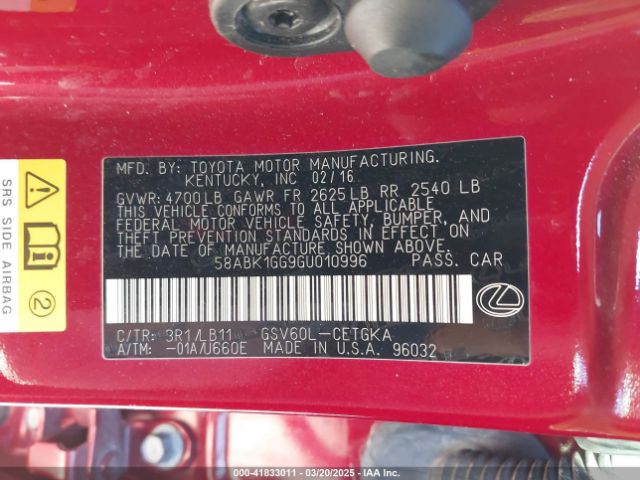 MFD. BY: TOYOTA MOTOR MANUFACTURING.
KENTUCKY, INC 02/16
GVWR: 4700LB GAWR FR 2625LB RR 2540 LB
THIS VEHICLE CONFORMS TO ALL APPLICABLE
FEDERAL MOTOR VEHICLE SAFETY, BUMPER, AND
THEFT PREVENTION STANDARDS IN EFFECT ON
THE DATE OF MANUFACTURE SHOWN ABOVE.
58ABK1GG9GU010996 PASS. CAR
C/TR: 3R1/LB11 GSV60L-CETGKA
A/TM: -01A/U660E MADE IN U.S.A. 96032
SRS SIDE AIRBAG
2
000-41833011 — 03/20/2025 — IAA Inc.